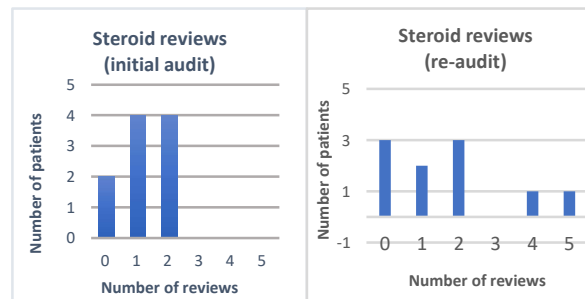 Steroid reviews
(initial audit)
Number of patients
5
4
3
2
1
0
0 1 2 3 4 5
Number of reviews
Steroid reviews
(re-audit)
Number of patients
5
3
1
-1
0 1 2 3 4 5
Number of reviews